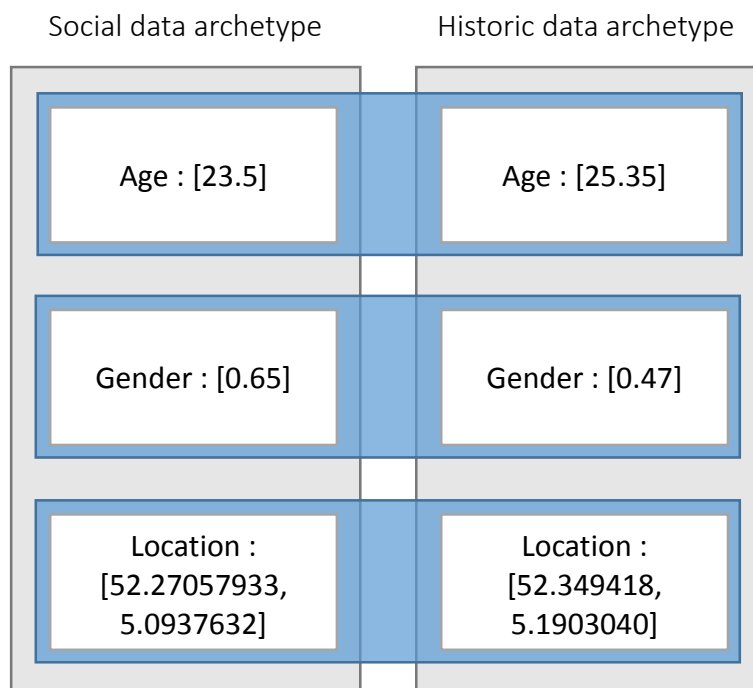 Social data archetype
Historic data archetype
Age : [23.5]
Age : [25.35]
Gender : [0.65]
Gender : [0.47]
Location :
[52.27057933,
5.0937632]
Location :
[52.349418,
5.1903040]